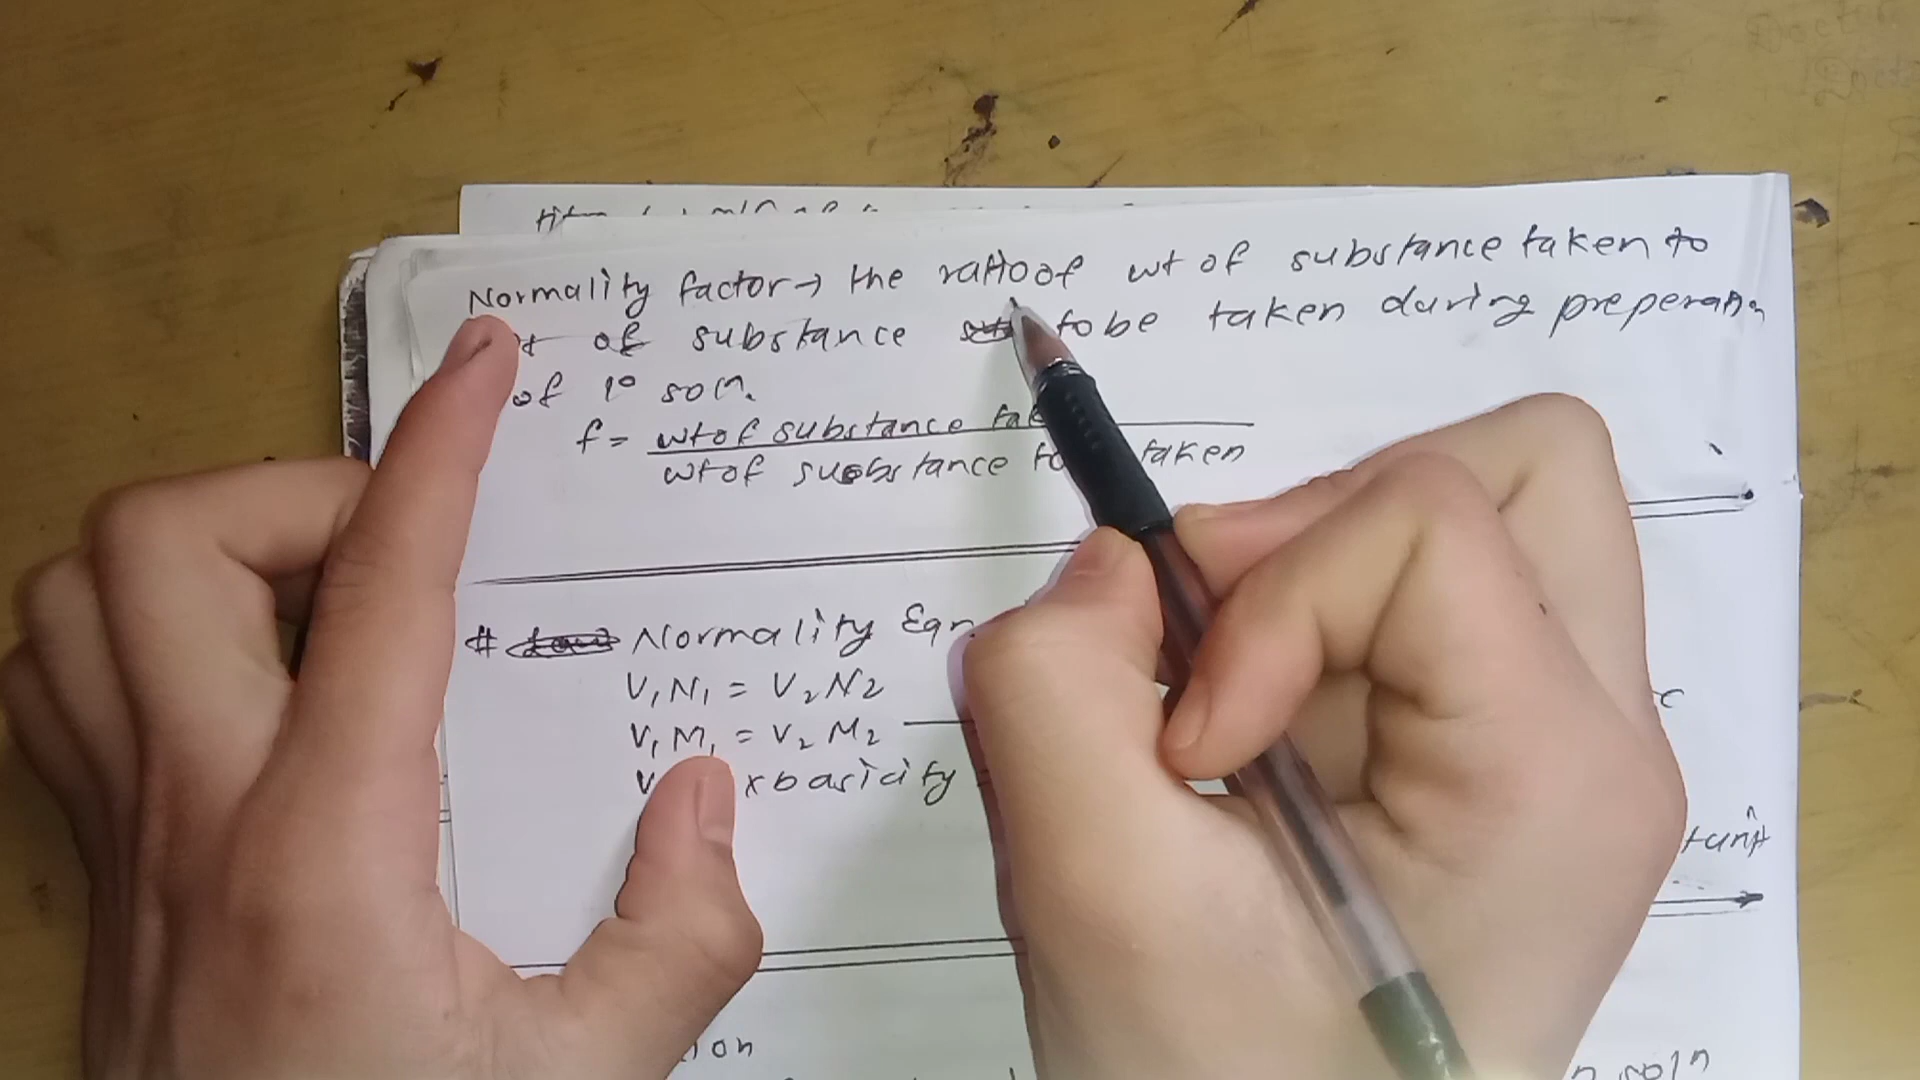 Normality factor → the ratio of wt of substance taken to
of substance to be taken during preperation
of 1° soln.
f = wt of substance
wt of substance taken
# Normality Eqn
V₁N₁ = V₂N₂
V₁M₁ = V₂M₂
V x basicity
soln